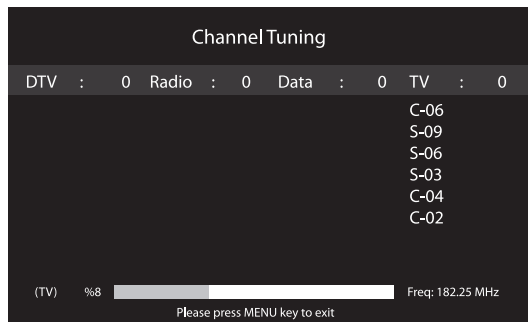 Channel Tuning
DTV : 0 Radio : 0 Data : 0 TV : 0
C-06
S-09
S-06
S-03
C-04
C-02
(TV) %8 Freq: 182.25 MHz
Please press MENU key to exit